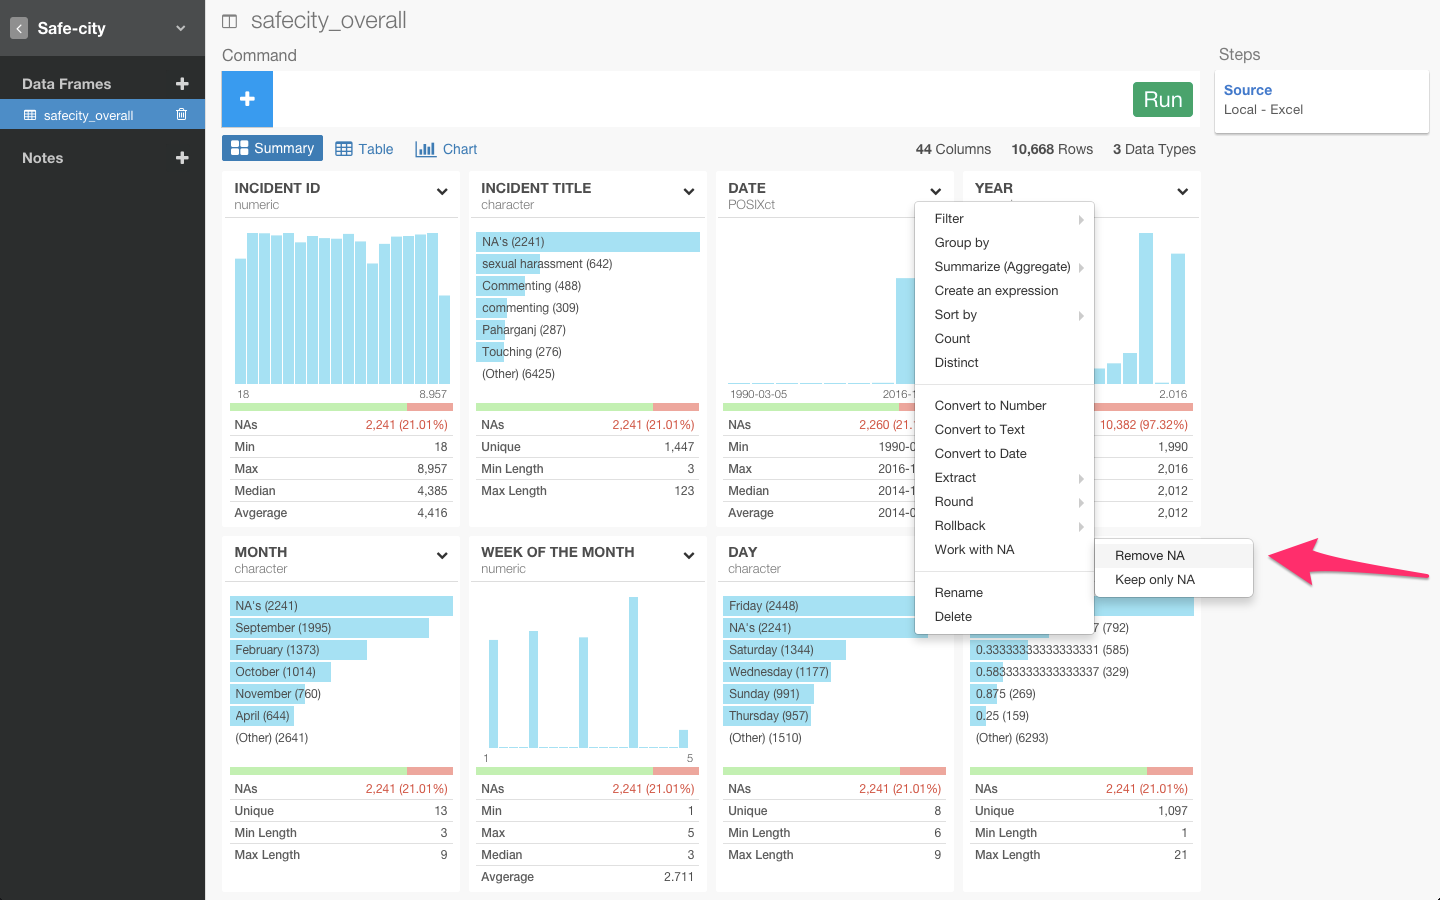 Safe-city
Data Frames
safecity_overall
Notes
safecity_overall
Command
Run
Steps
Source
Local - Excel
Summary
Table
Chart
44 Columns 10,668 Rows 3 Data Types
INCIDENT ID
numeric
18 8.957
NAs 2,241 (21.01%)
Min 18
Max 8,957
Median 4,385
Avgerage 4,416
INCIDENT TITLE
character
NA's (2241)
sexual harassment (642)
Commenting (488)
commenting (309)
Paharganj (287)
Touching (276)
(Other) (6425)
NAs 2,241 (21.01%)
Unique 1,447
Min Length 3
Max Length 123
DATE
POSIXct
1990-03-05 2016-1
NAs 2,260 (21.
Min 1990-0
Max 2016-1
Median 2014-1
Average 2014-0
YEAR
2.016
10,382 (97.32%)
1,990
2,016
2,012
2,012
Filter
Group by
Summarize (Aggregate)
Create an expression
Sort by
Count
Distinct
Convert to Number
Convert to Text
Convert to Date
Extract
Round
Rollback
Work with NA
Rename
Delete
Remove NA
Keep only NA
MONTH
character
NA's (2241)
September (1995)
February (1373)
October (1014)
November (760)
April (644)
(Other) (2641)
NAs 2,241 (21.01%)
Unique 13
Min Length 3
Max Length 9
WEEK OF THE MONTH
numeric
1 5
NAs 2,241 (21.01%)
Min 1
Max 5
Median 3
Avgerage 2.711
DAY
character
Friday (2448)
NA's (2241)
Saturday (1344)
Wednesday (1177)
Sunday (991)
Thursday (957)
(Other) (1510)
NAs 2,241 (21.01%)
Unique 8
Min Length 6
Max Length 9
7 (792)
0.33333333333333331 (585)
0.58333333333333337 (329)
0.875 (269)
0.25 (159)
(Other) (6293)
NAs 2,241 (21.01%)
Unique 1,097
Min Length 1
Max Length 21